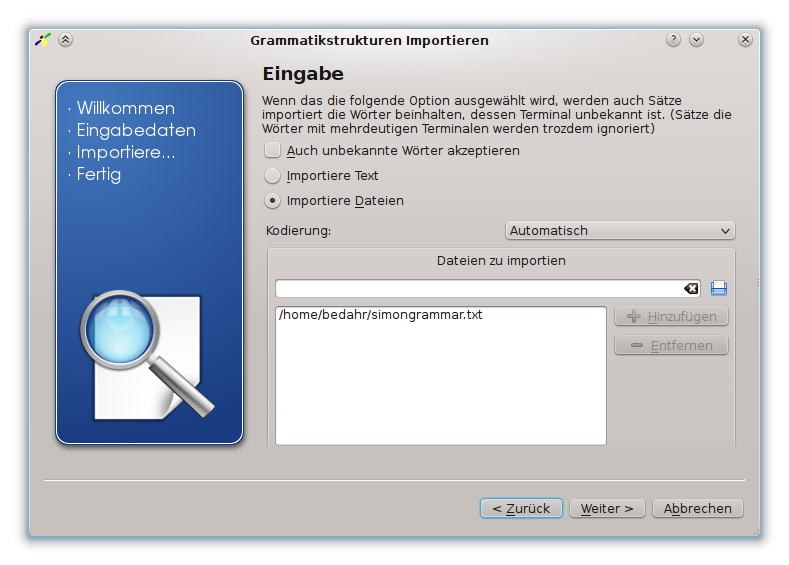 Grammatikstrukturen Importieren
· Willkommen
· Eingabedaten
· Importiere...
· Fertig
Eingabe
Wenn das die folgende Option ausgewählt wird, werden auch Sätze
importiert die Wörter beinhalten, dessen Terminal unbekannt ist. (Sätze die
Wörter mit mehrdeutigen Terminalen werden trozdem ignoriert)
Auch unbekannte Wörter akzeptieren
Importiere Text
Importiere Dateien
Kodierung: Automatisch
Dateien zu importien
/home/bedahr/simongrammar.txt
Hinzufügen
Entfernen
< Zurück Weiter > Abbrechen